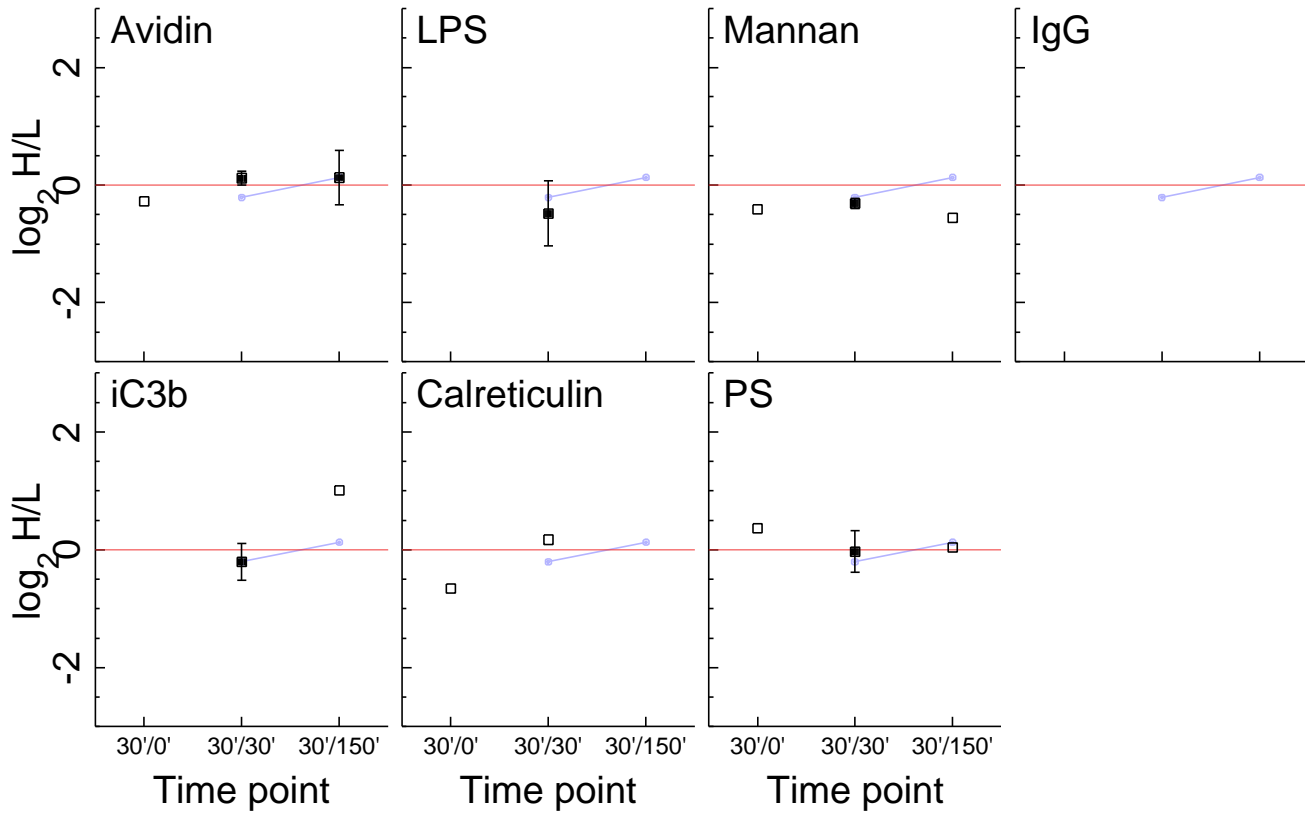 Avidin LPS Mannan IgG
2
0
-2
log2 H/L
iC3b Calreticulin PS
2
0
-2
log2 H/L
30'/0' 30'/30' 30'/150' 30'/0' 30'/30' 30'/150' 30'/0' 30'/30' 30'/150'
Time point Time point Time point